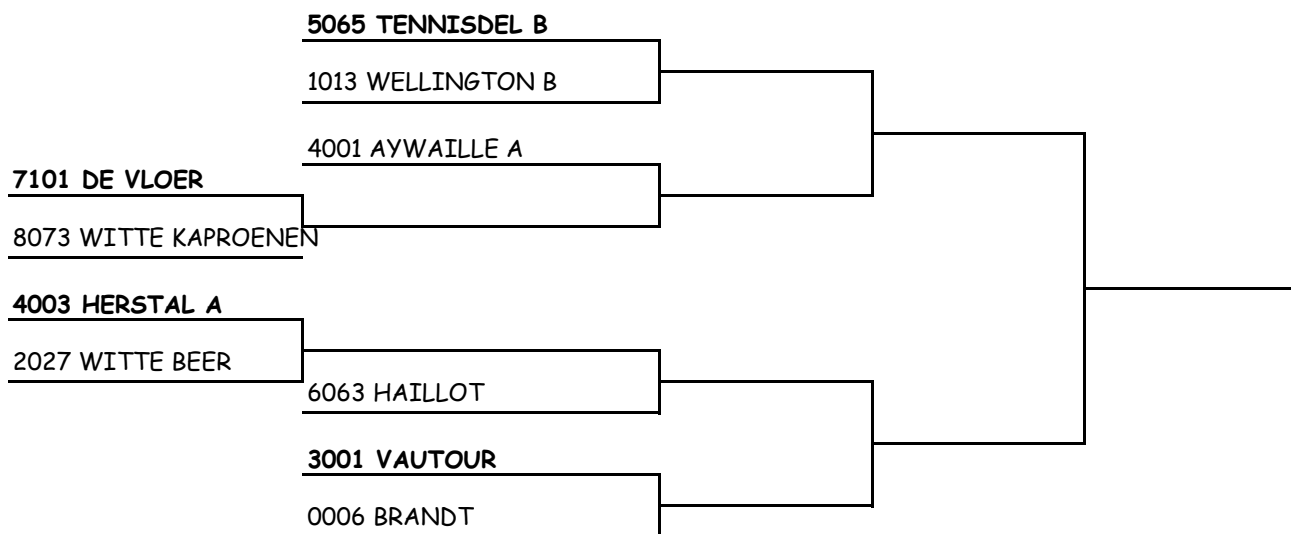 5065 TENNISDEL B
1013 WELLINGTON B
4001 AYWAILLE A
7101 DE VLOER
8073 WITTE KAPROENEN
4003 HERSTAL A
2027 WITTE BEER
6063 HAILLOT
3001 VAUTOUR
0006 BRANDT